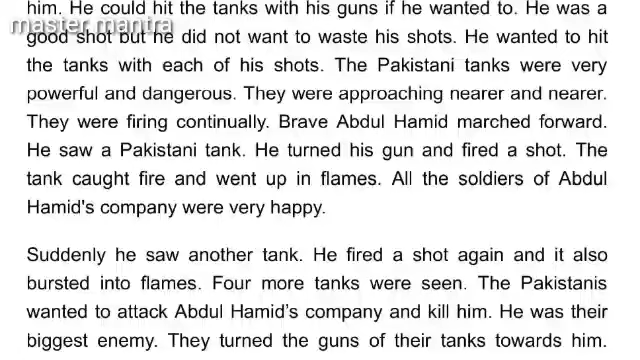 him. He could hit the tanks with his guns if he wanted to. He was a
master mantra
good shot but he did not want to waste his shots. He wanted to hit
the tanks with each of his shots. The Pakistani tanks were very
powerful and dangerous. They were approaching nearer and nearer.
They were firing continually. Brave Abdul Hamid marched forward.
He saw a Pakistani tank. He turned his gun and fired a shot. The
tank caught fire and went up in flames. All the soldiers of Abdul
Hamid's company were very happy.
Suddenly he saw another tank. He fired a shot again and it also
bursted into flames. Four more tanks were seen. The Pakistanis
wanted to attack Abdul Hamid’s company and kill him. He was their
biggest enemy. They turned the guns of their tanks towards him.